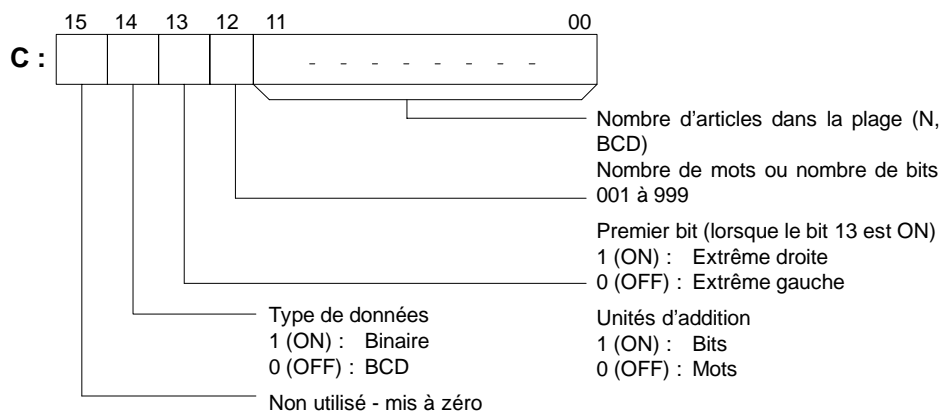 15 14 13 12 11 00
C :
- - - - - - - -
Nombre d'articles dans la plage (N,
BCD)
Nombre de mots ou nombre de bits
001 à 999
Premier bit (lorsque le bit 13 est ON)
1 (ON) : Extrême droite
0 (OFF) : Extrême gauche
Type de données
1 (ON) : Binaire
0 (OFF) : BCD
Unités d'addition
1 (ON) : Bits
0 (OFF) : Mots
Non utilisé - mis à zéro